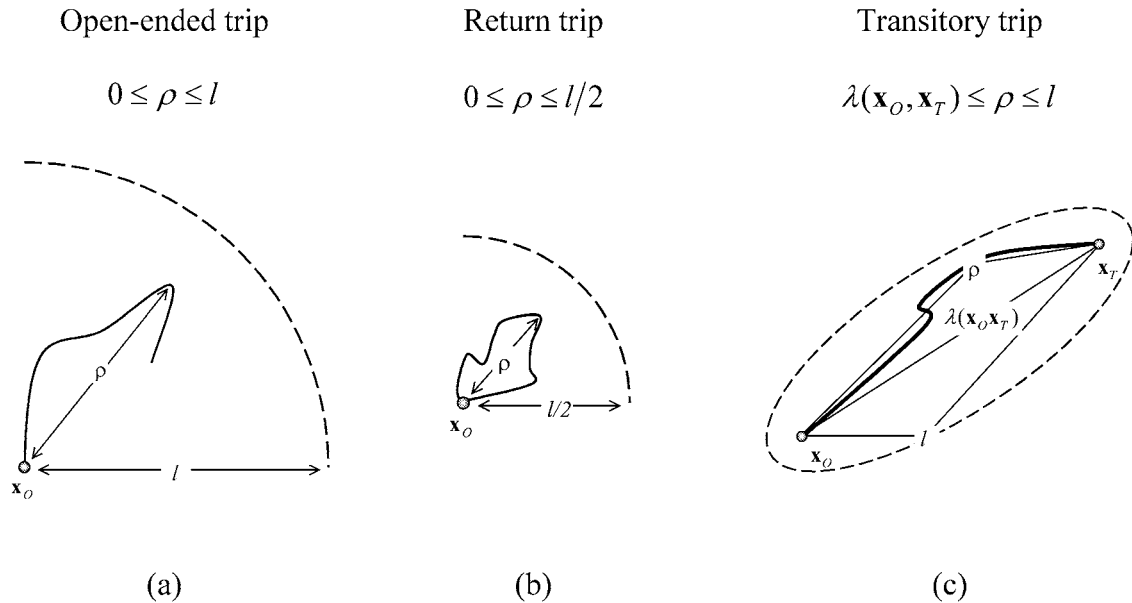 Open-ended trip
Return trip
Transitory trip
0 ≤ ρ ≤ l
0 ≤ ρ ≤ l/2
λ(x_O, x_T) ≤ ρ ≤ l
ρ
x_O
l
ρ
x_O
l/2
x_T
ρ
λ(x_O x_T)
l
x_O
(a)
(b)
(c)